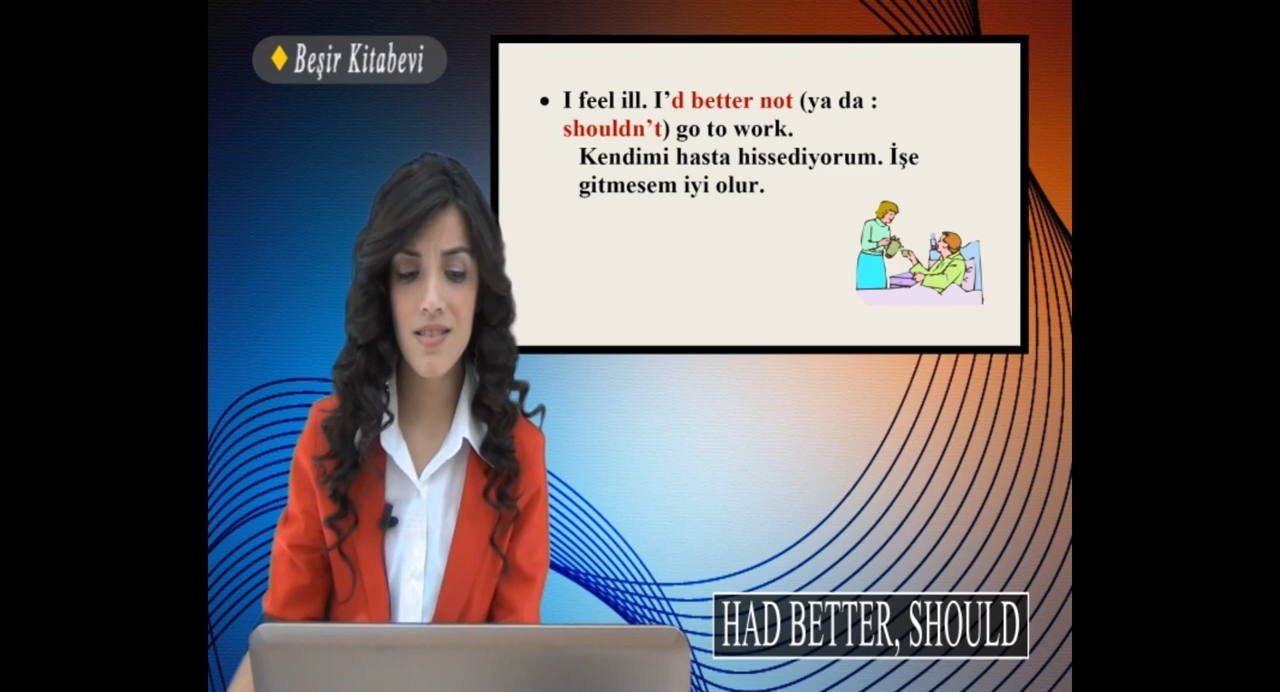 Beşir Kitabevi
• I feel ill. I’d better not (ya da :
shouldn’t) go to work.
Kendimi hasta hissediyorum. İşe
gitmesem iyi olur.
HAD BETTER, SHOULD